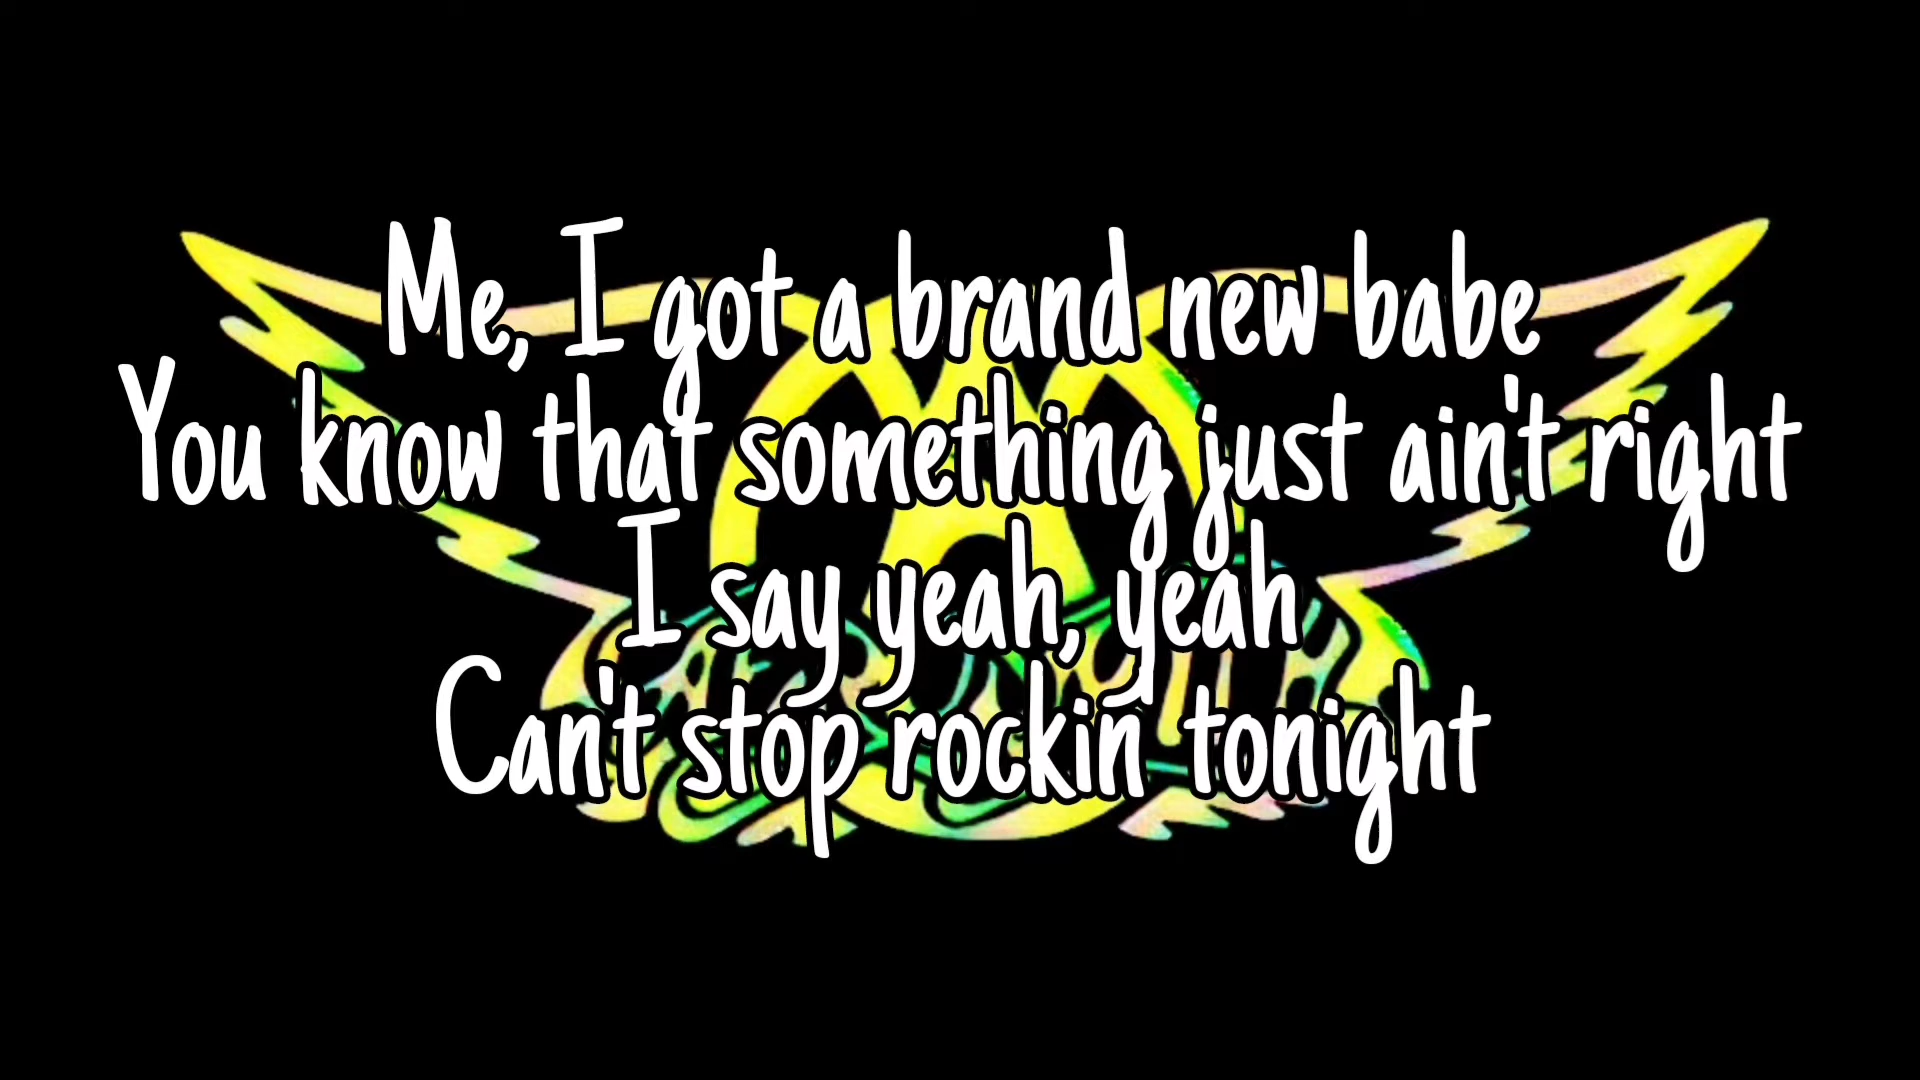 Me, I got a brand new babe
You know that something just ain't right
I say yeah, yeah
Can't stop rockin tonight